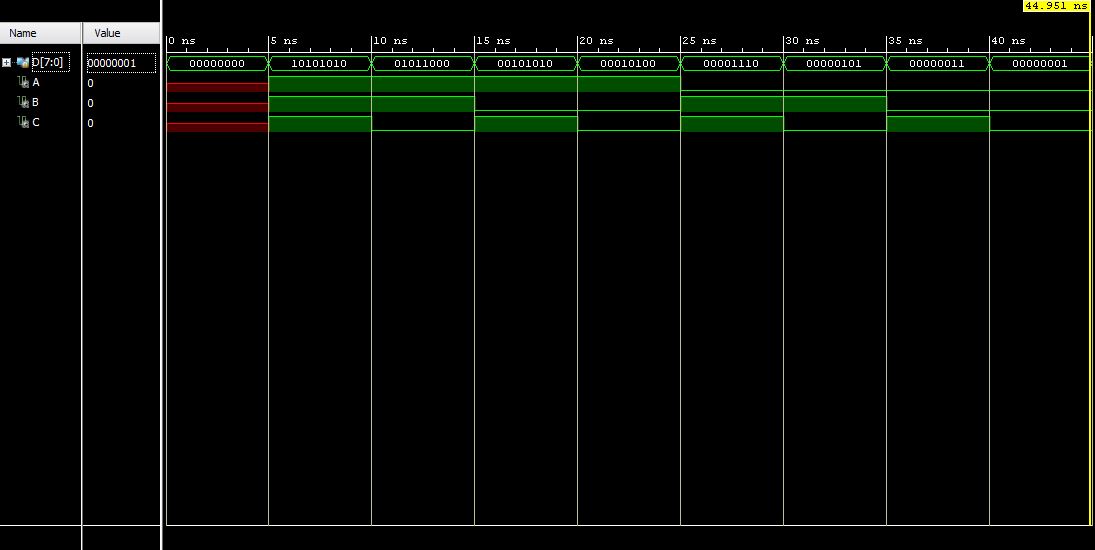 44.951 ns
Name Value
0 ns 5 ns 10 ns 15 ns 20 ns 25 ns 30 ns 35 ns 40 ns
D[7:0] 00000001 00000000 10101010 01011000 00101010 00010100 00001110 00000101 00000011 00000001
A 0
B 0
C 0